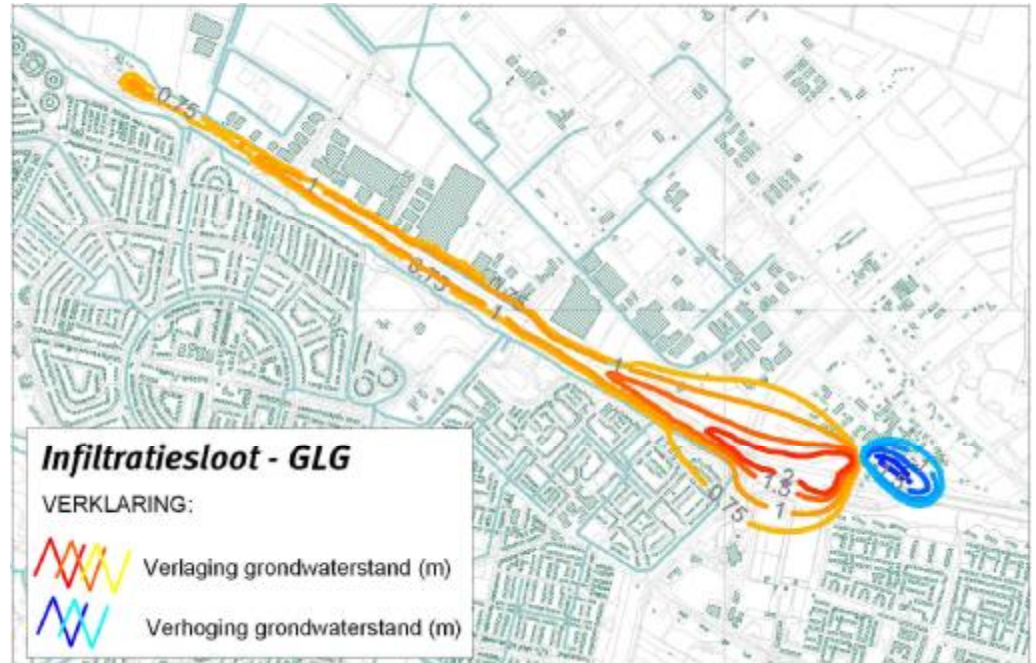 0.75
1
0.75
1
1
2
1.5
1
0.75
Infiltratiesloot - GLG
VERKLARING:
Verlaging grondwaterstand (m)
Verhoging grondwaterstand (m)